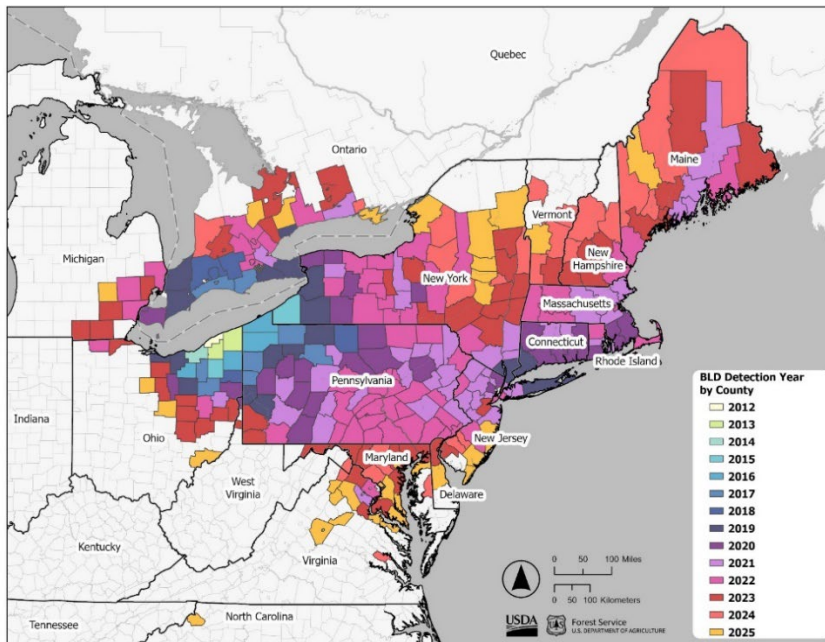 Quebec
Ontario
Maine
Vermont
Michigan
New
Hampshire
New York
Massachusetts
Connecticut
Rhode Island
Pennsylvania
Indiana
Ohio
New Jersey
Maryland
West
Virginia
Delaware
Kentucky
Virginia
Tennessee
North Carolina
BLD Detection Year
by County
2012
2013
2014
2015
2016
2017
2018
2019
2020
2021
2022
2023
2024
2025
0 50 100 Miles
0 50 100 Kilometers
USDA
Forest Service
U.S. DEPARTMENT OF AGRICULTURE